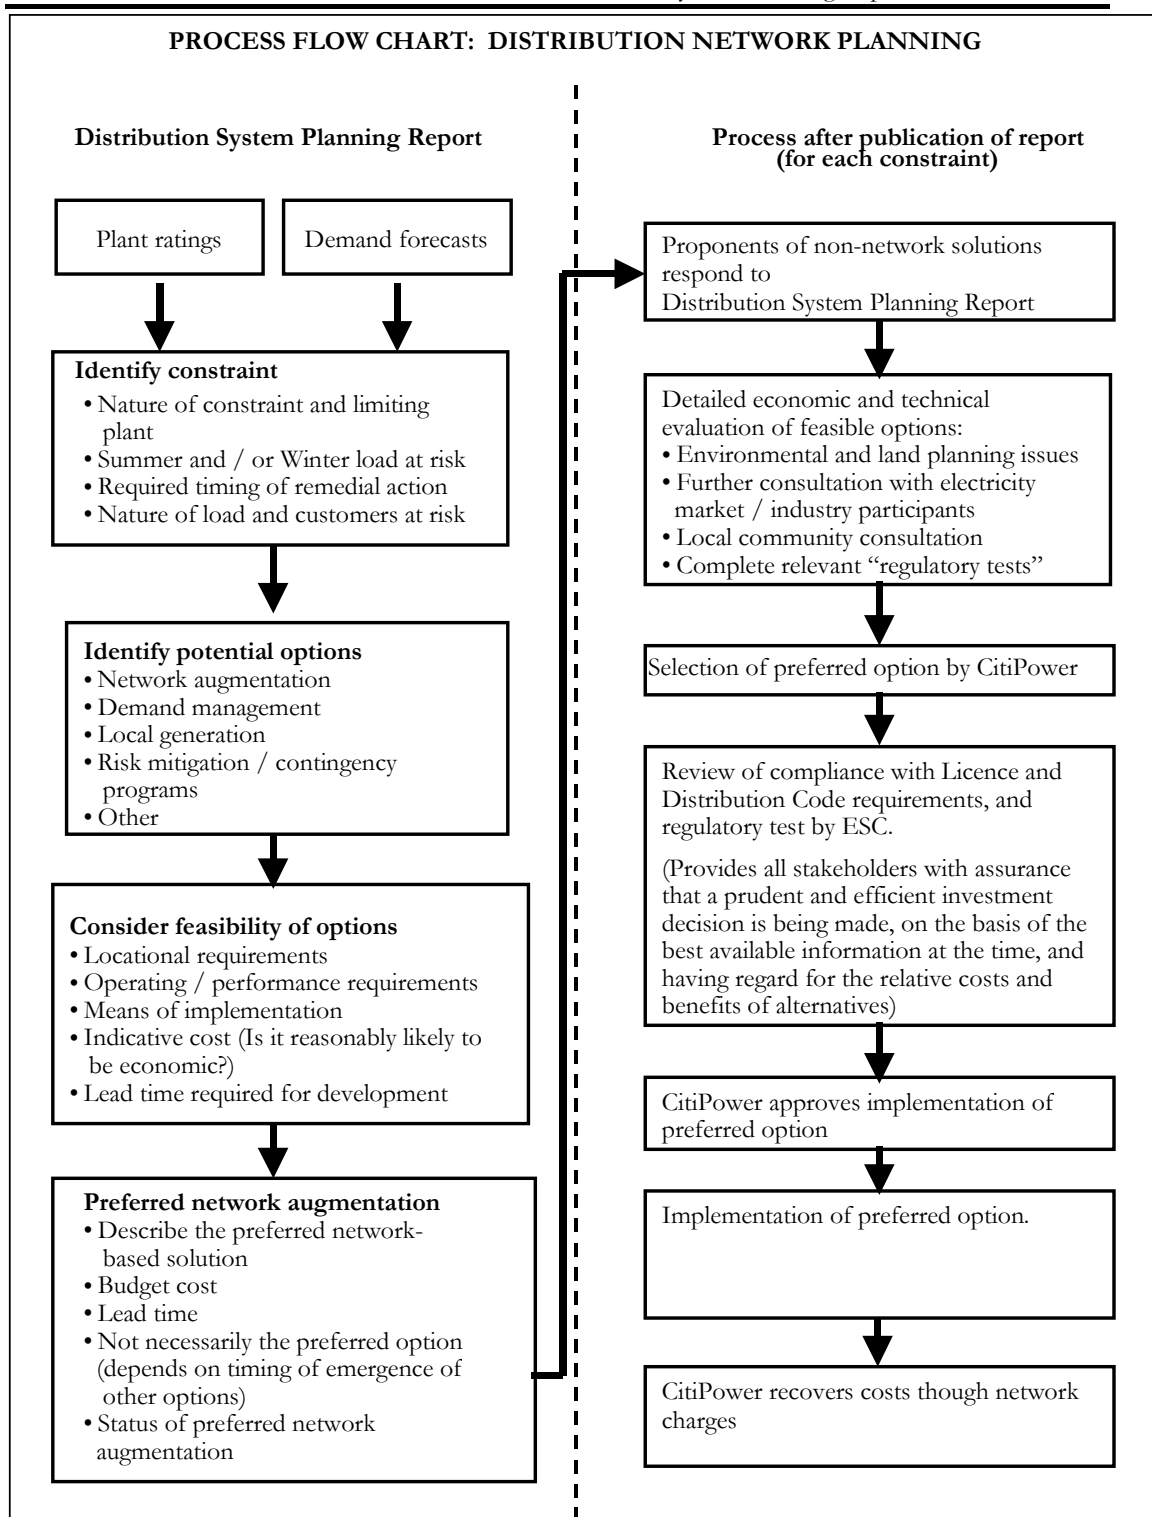 PROCESS FLOW CHART: DISTRIBUTION NETWORK PLANNING
Distribution System Planning Report
Plant ratings
Demand forecasts
Identify constraint
• Nature of constraint and limiting
plant
• Summer and / or Winter load at risk
• Required timing of remedial action
• Nature of load and customers at risk
Identify potential options
• Network augmentation
• Demand management
• Local generation
• Risk mitigation / contingency
programs
• Other
Consider feasibility of options
• Locational requirements
• Operating / performance requirements
• Means of implementation
• Indicative cost (Is it reasonably likely to
be economic?)
• Lead time required for development
Preferred network augmentation
• Describe the preferred network-
based solution
• Budget cost
• Lead time
• Not necessarily the preferred option
(depends on timing of emergence of
other options)
• Status of preferred network
augmentation
Process after publication of report
(for each constraint)
Proponents of non-network solutions
respond to
Distribution System Planning Report
Detailed economic and technical
evaluation of feasible options:
• Environmental and land planning issues
• Further consultation with electricity
market / industry participants
• Local community consultation
• Complete relevant “regulatory tests”
Selection of preferred option by CitiPower
Review of compliance with Licence and
Distribution Code requirements, and
regulatory test by ESC.
(Provides all stakeholders with assurance
that a prudent and efficient investment
decision is being made, on the basis of the
best available information at the time, and
having regard for the relative costs and
benefits of alternatives)
CitiPower approves implementation of
preferred option
Implementation of preferred option.
CitiPower recovers costs though network
charges